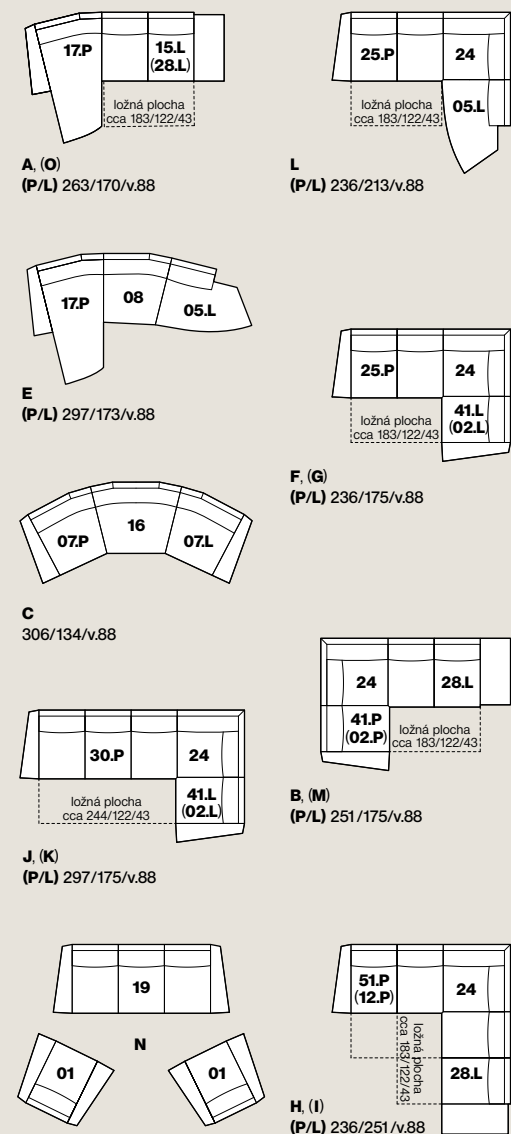 17.P
15.L
(28.L)
ložná plocha
cca 183/122/43
A, (O)
(P/L) 263/170/v.88
17.P
08
05.L
E
(P/L) 297/173/v.88
07.P
16
07.L
C
306/134/v.88
30.P
24
41.L
(02.L)
ložná plocha
cca 244/122/43
J, (K)
(P/L) 297/175/v.88
19
N
01
01
25.P
24
05.L
ložná plocha
cca 183/122/43
L
(P/L) 236/213/v.88
25.P
24
41.L
(02.L)
ložná plocha
cca 183/122/43
F, (G)
(P/L) 236/175/v.88
24
28.L
41.P
(02.P)
ložná plocha
cca 183/122/43
B, (M)
(P/L) 251/175/v.88
51.P
(12.P)
24
ložná plocha
cca 183/122/43
28.L
H, (I)
(P/L) 236/251/v.88